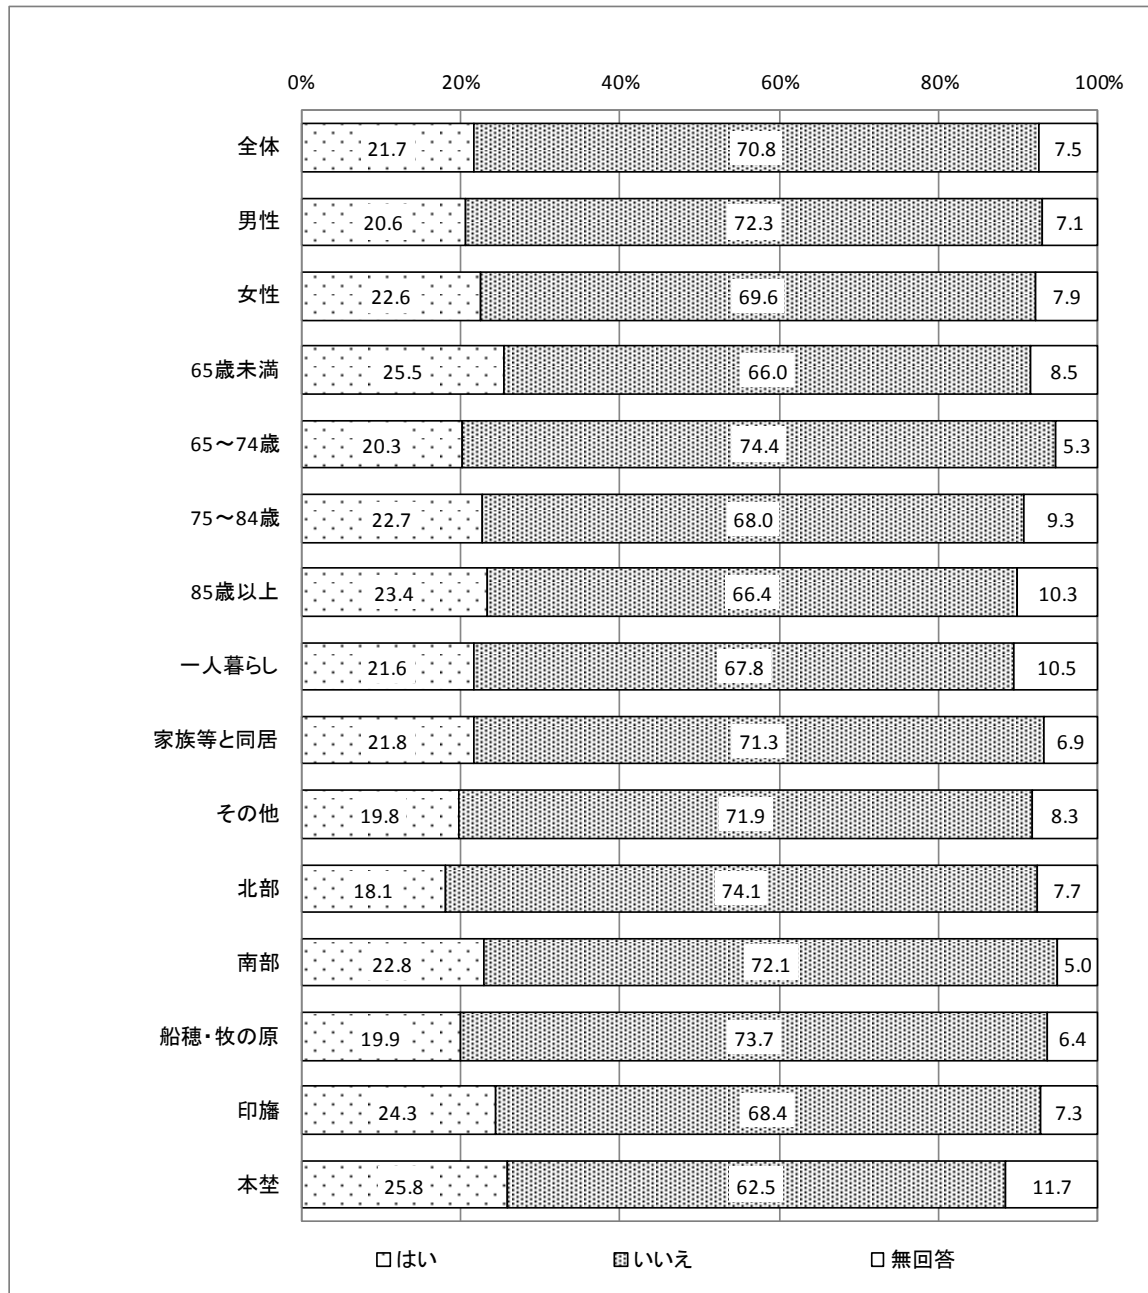 0% 20% 40% 60% 80% 100%
全体 21.7 70.8 7.5
男性 20.6 72.3 7.1
女性 22.6 69.6 7.9
65歳未満 25.5 66.0 8.5
65～74歳 20.3 74.4 5.3
75～84歳 22.7 68.0 9.3
85歳以上 23.4 66.4 10.3
一人暮らし 21.6 67.8 10.5
家族等と同居 21.8 71.3 6.9
その他 19.8 71.9 8.3
北部 18.1 74.1 7.7
南部 22.8 72.1 5.0
船穂・牧の原 19.9 73.7 6.4
印旛 24.3 68.4 7.3
本埜 25.8 62.5 11.7
はい いいえ 無回答